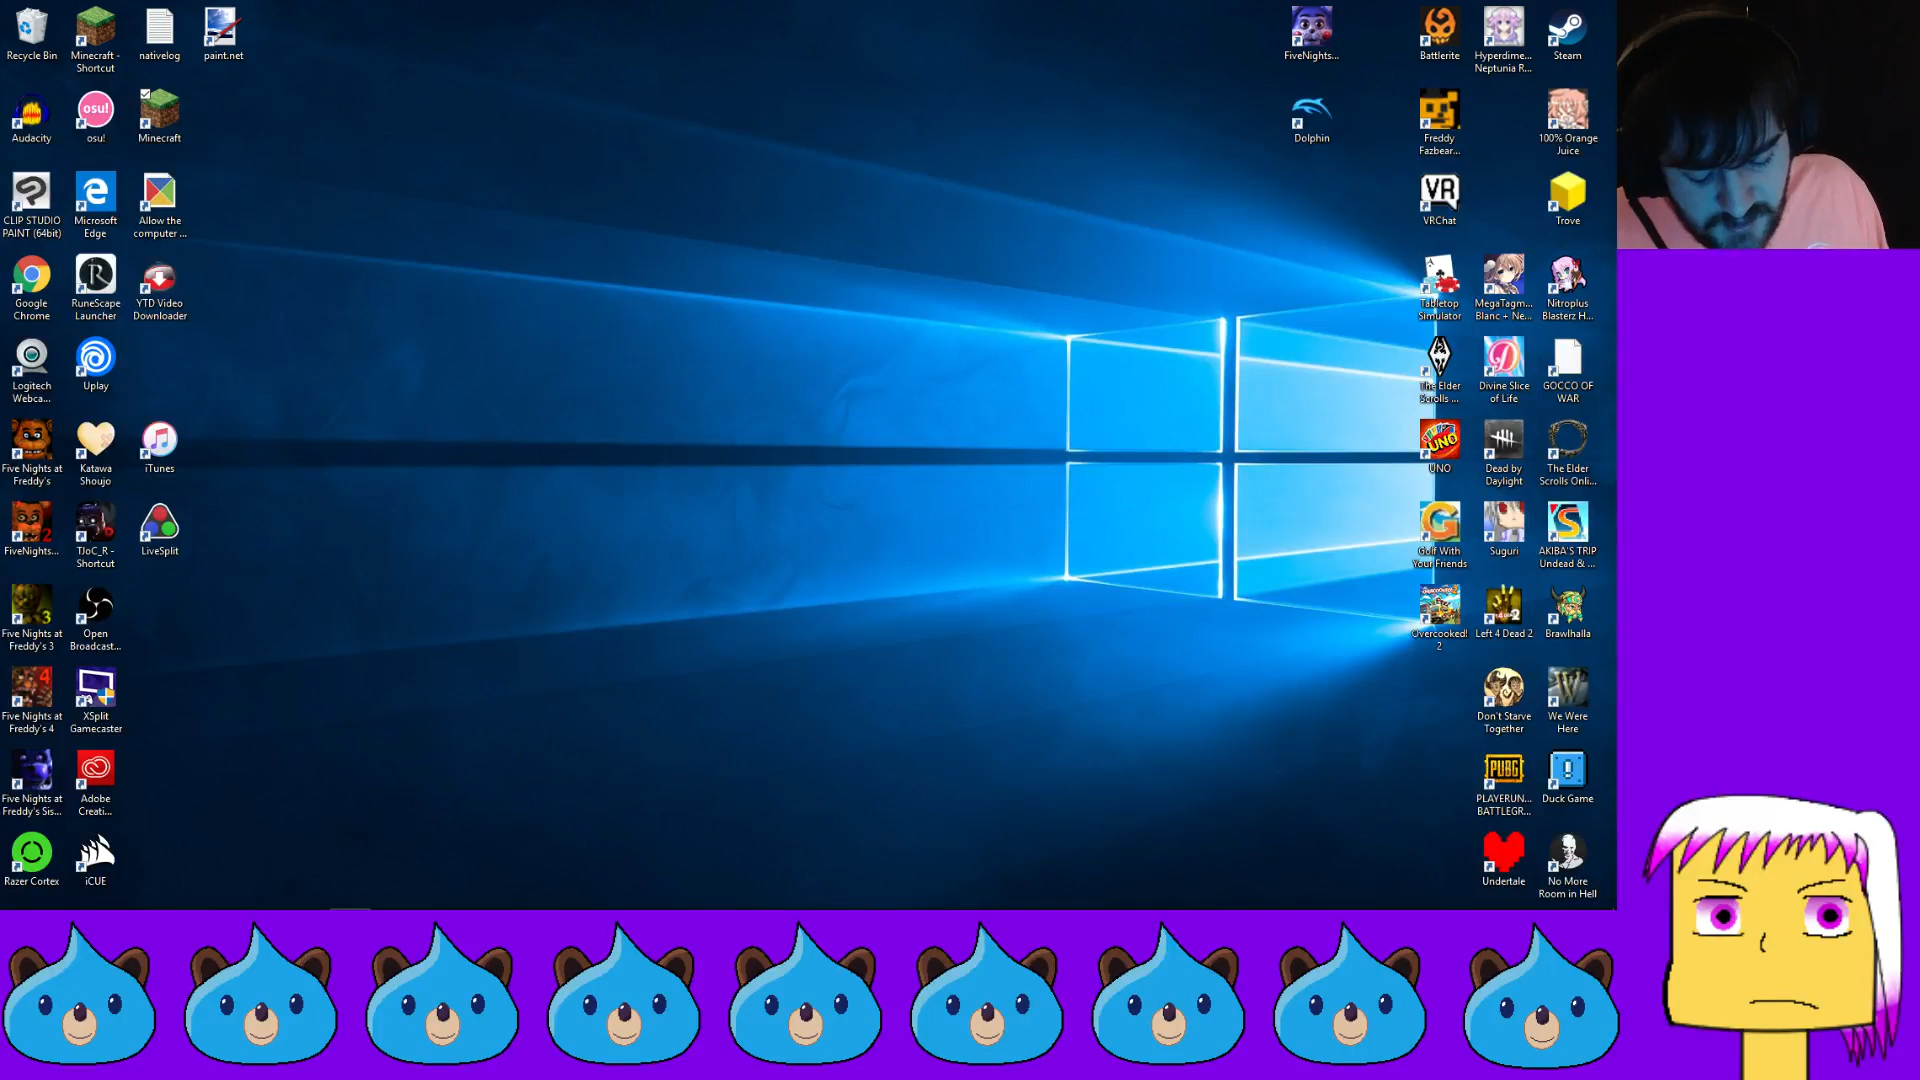 Recycle Bin
Minecraft -
Shortcut
nativelog
paint.net
Audacity
osu!
osu!
Minecraft
CLIP STUDIO
PAINT (64bit)
Microsoft
Edge
Allow the
computer ...
Google
Chrome
RuneScape
Launcher
YTD Video
Downloader
Logitech
Webca...
Uplay
Five Nights at
Freddy's
Katawa
Shoujo
iTunes
2
FiveNights...
TJoC_R -
Shortcut
LiveSplit
3
Five Nights at
Freddy's 3
Open
Broadcast...
4
Five Nights at
Freddy's 4
XSplit
Gamecaster
Five Nights at
Freddy's Sis...
Adobe
Creati...
Razer Cortex
iCUE
FiveNights...
Battlerite
Hyperdime...
Neptunia R...
Steam
Dolphin
Freddy
Fazbear...
100% Orange
Juice
VR
VRChat
Trove
Tabletop
Simulator
MegaTagm...
Blanc + Ne...
Nitroplus
Blasterz H...
The Elder
Scrolls ...
Divine Slice
of Life
GOCCO OF
WAR
UNO
UNO
Dead by
Daylight
The Elder
Scrolls Onli...
Golf With
Your Friends
Suguri
AKIBA'S TRIP
Undead & ...
Overcooked!
2
Left 4 Dead 2
Brawlhalla
Don't Starve
Together
We Were
Here
PUBG
PLAYERUN...
BATTLEGR...
Duck Game
Undertale
No More
Room in Hell